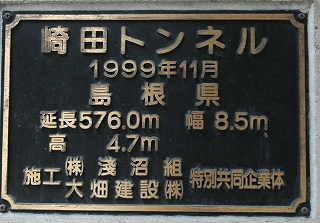 崎田トンネル
1999年11月
島根県
延長576.0m 幅 8.5m
高 4.7m
施工 ㈱淺沼組 特別共同企業体
大畑建設㈱